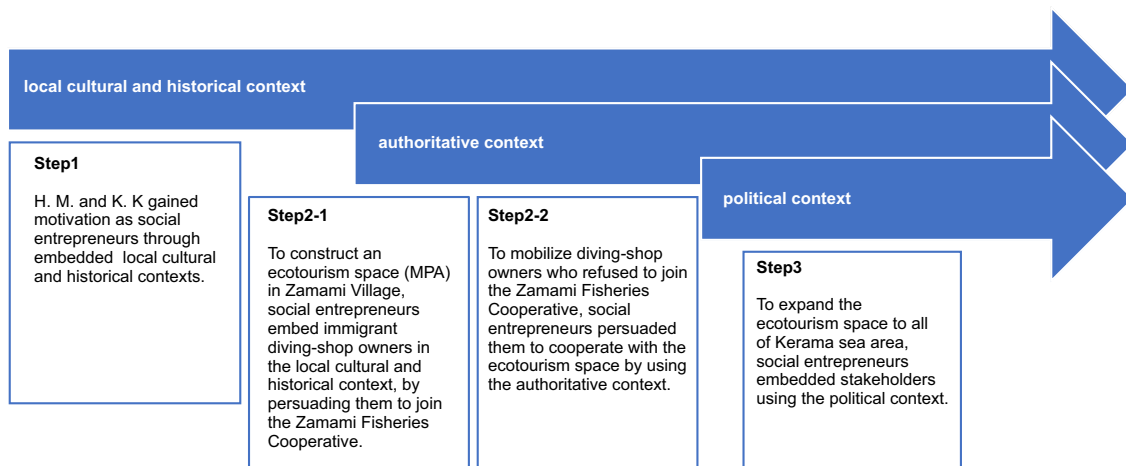 local cultural and historical context
authoritative context
political context
Step1
H. M. and K. K gained
motivation as social
entrepreneurs through
embedded local cultural
and historical contexts.
Step2-1
To construct an
ecotourism space (MPA)
in Zamami Village,
social entrepreneurs
embed immigrant
diving-shop owners in
the local cultural and
historical context, by
persuading them to join
the Zamami Fisheries
Cooperative.
Step2-2
To mobilize diving-shop
owners who refused to join
the Zamami Fisheries
Cooperative, social
entrepreneurs persuaded
them to cooperate with the
ecotourism space by using
the authoritative context.
Step3
To expand the
ecotourism space to all
of Kerama sea area,
social entrepreneurs
embedded stakeholders
using the political context.